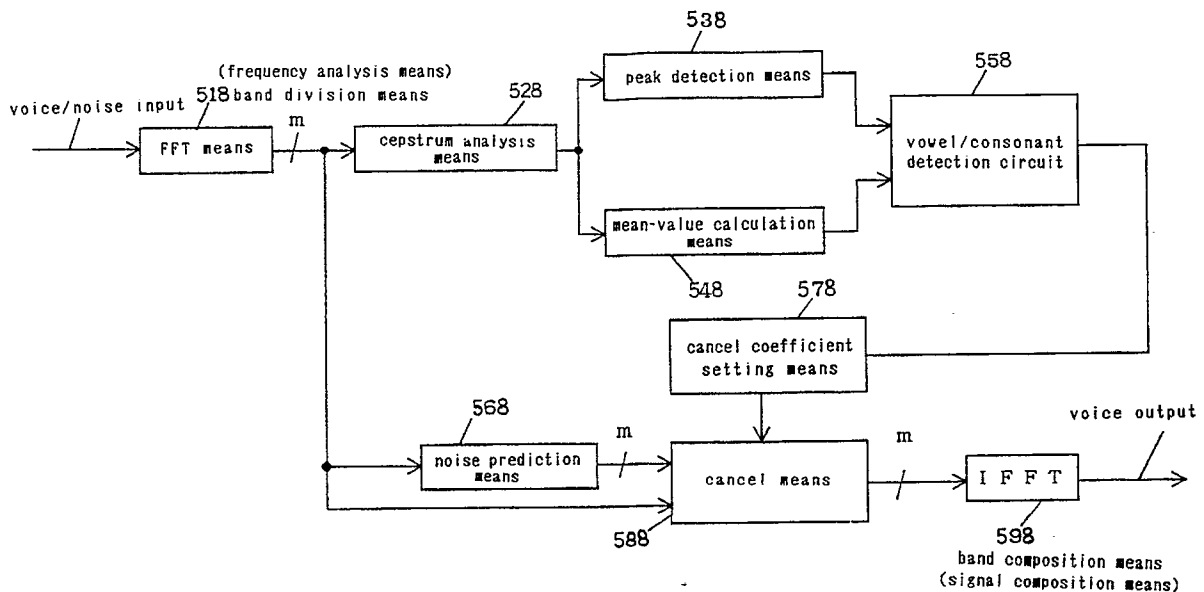 538
peak detection means
558
(frequency analysis means)
518 band division means
528
voice/noise input
m
FFT means
cepstrum analysis
means
vowel/consonant
detection circuit
mean-value calculation
means
548
578
cancel coefficient
setting means
568
m
noise prediction
means
588
cancel means
m
voice output
I F F T
598
band composition means
(signal composition means)